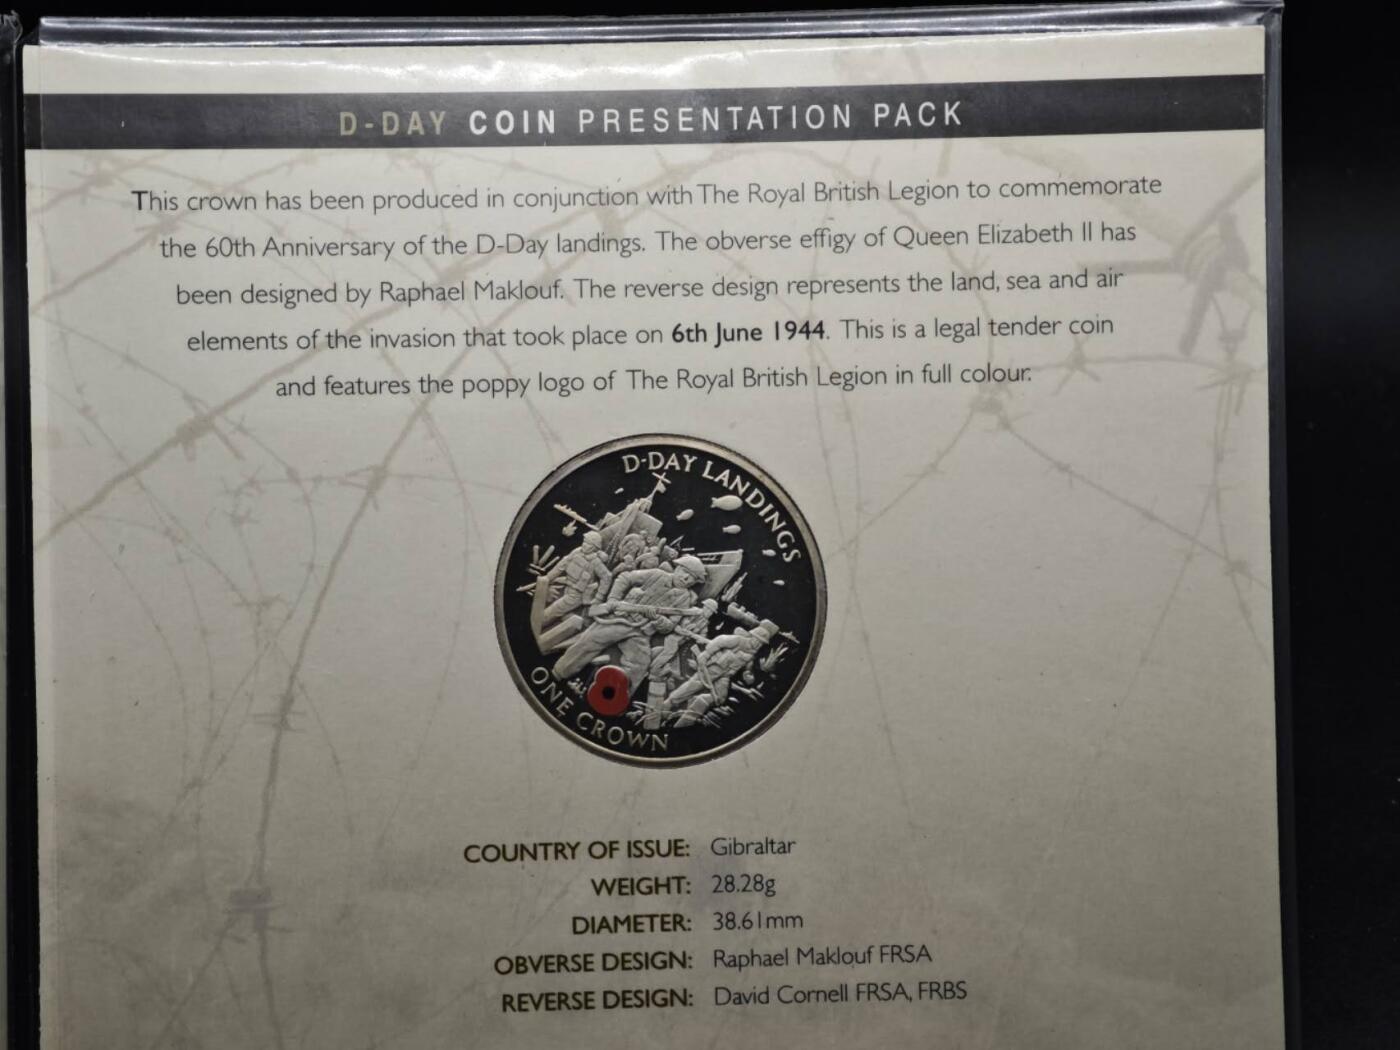 D-DAY COIN PRESENTATION PACK
This crown has been produced in conjunction with The Royal British Legion to commemorate
the 60th Anniversary of the D-Day landings. The obverse effigy of Queen Elizabeth II has
been designed by Raphael Maklouf. The reverse design represents the land, sea and air
elements of the invasion that took place on 6th June 1944. This is a legal tender coin
and features the poppy logo of The Royal British Legion in full colour.
D-DAY LANDINGS
ONE CROWN
COUNTRY OF ISSUE: Gibraltar
WEIGHT: 28.28g
DIAMETER: 38.61mm
OBVERSE DESIGN: Raphael Maklouf FRSA
REVERSE DESIGN: David Cornell FRSA, FRBS